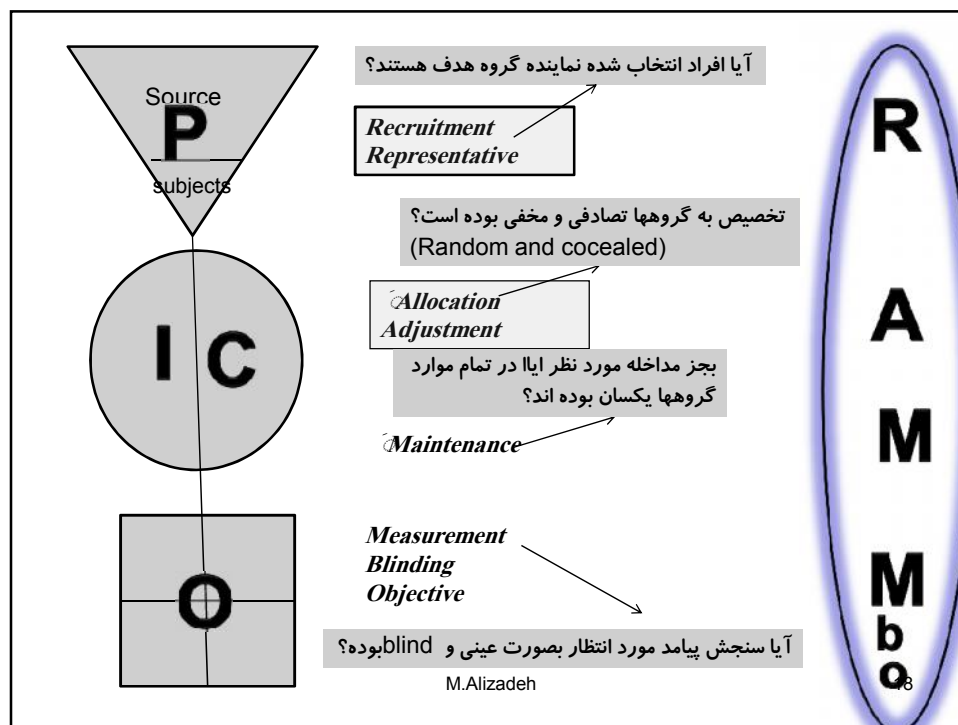 آیا افراد انتخاب شده نماینده گروه هدف هستند؟
Source
P
subjects
Recruitment
Representative
تخصیص به گروهها تصادفی و مخفی بوده است؟
(Random and cocealed)
Allocation
Adjustment
I C
بجز مداخله مورد نظر ایاا در تمام موارد
گروهها یکسان بوده اند؟
Maintenance
Measurement
Blinding
Objective
O
آیا سنجش پیامد مورد انتظار بصورت عینی و blindبوده؟
M.Alizadeh
R
A
M
M
b
o
18